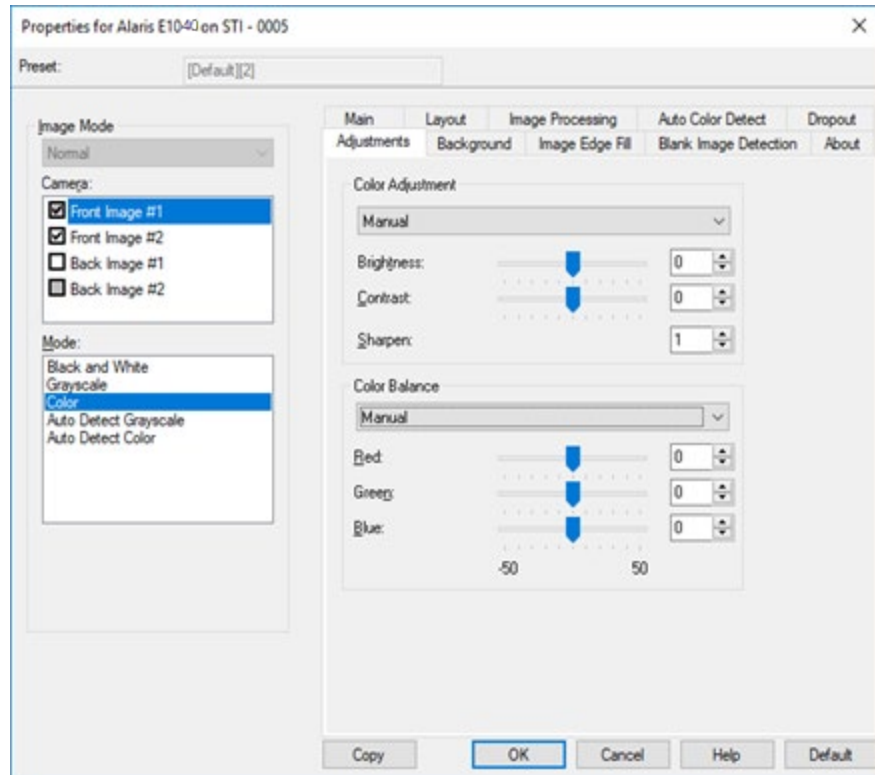 Properties for Alaris E1040 on STI - 0005
Preset: [Default][2]
Image Mode
Normal
Camera:
Front Image #1
Front Image #2
Back Image #1
Back Image #2
Mode:
Black and White
Grayscale
Color
Auto Detect Grayscale
Auto Detect Color
Main Layout Image Processing Auto Color Detect Dropout
Adjustments Background Image Edge Fill Blank Image Detection About
Color Adjustment
Manual
Brightness: 0
Contrast: 0
Sharpen: 1
Color Balance
Manual
Red: 0
Green: 0
Blue: 0
-50 50
Copy OK Cancel Help Default